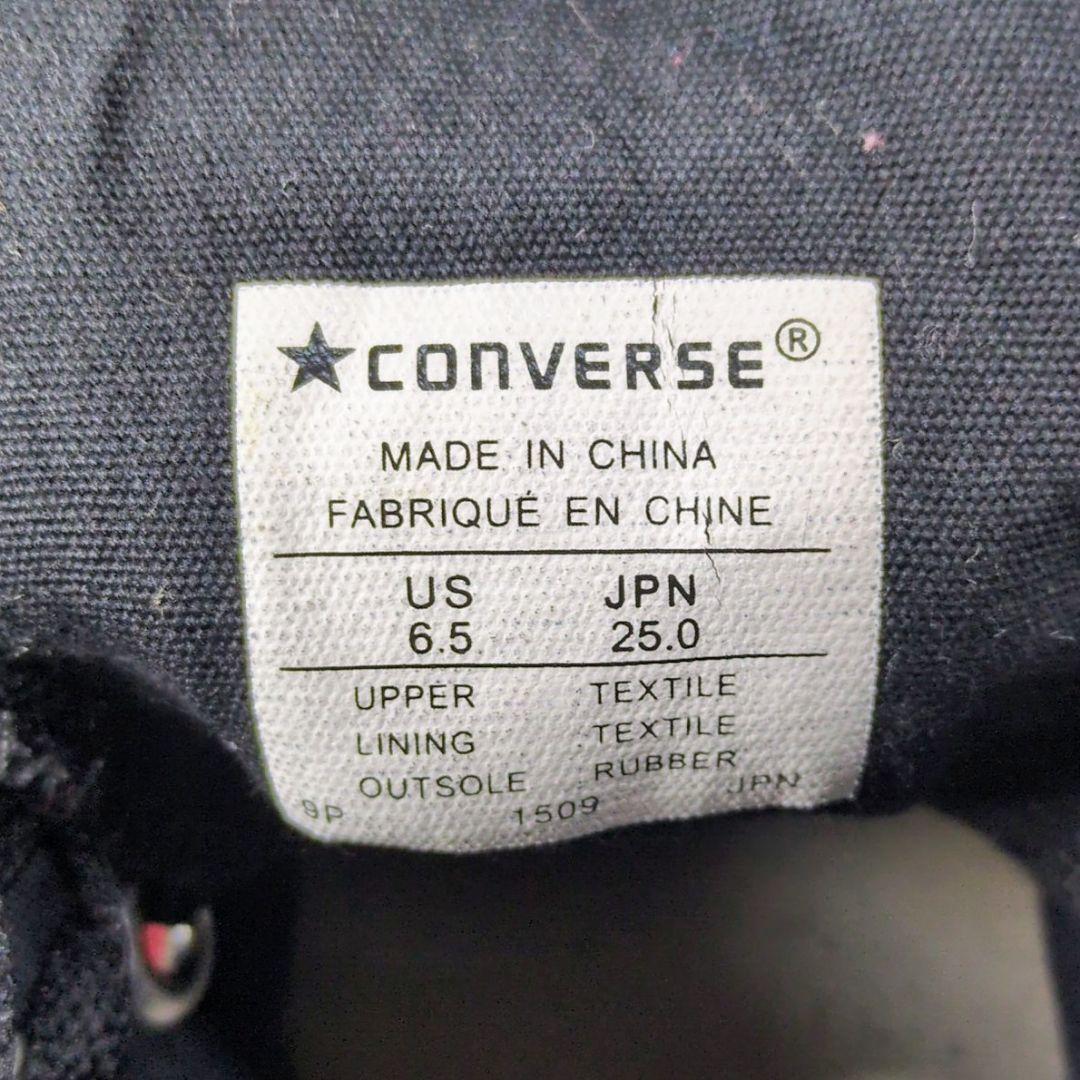 ★CONVERSE®
MADE IN CHINA
FABRIQUÉ EN CHINE
US JPN
6.5 25.0
UPPER TEXTILE
LINING TEXTILE
OUTSOLE RUBBER
9P 1509 JPN